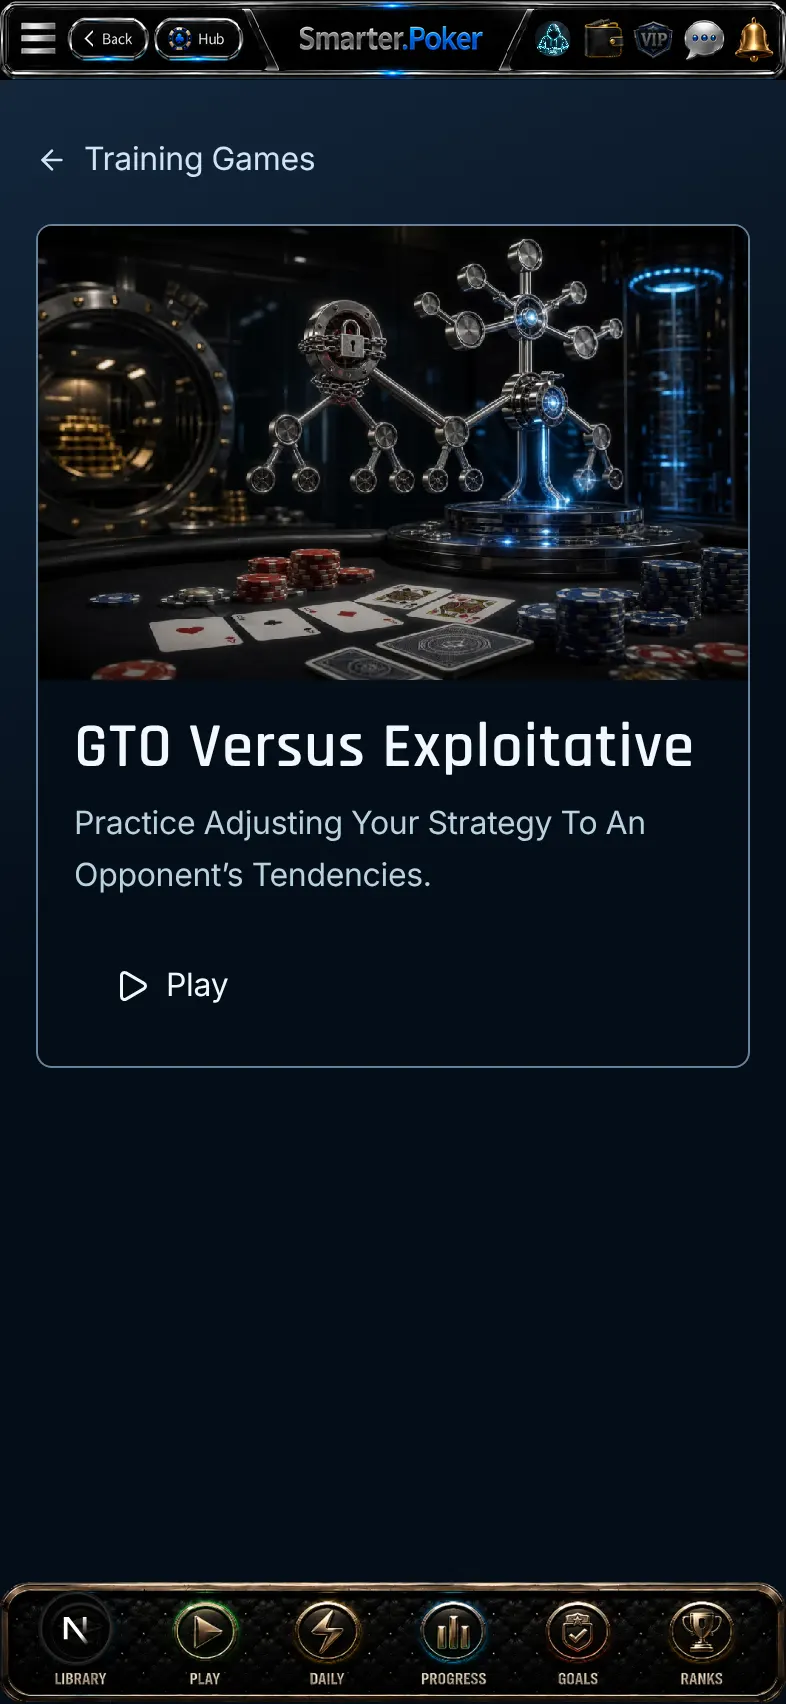 Back
Hub
Smarter.Poker
VIP
Training Games
GTO Versus Exploitative
Practice Adjusting Your Strategy To An
Opponent’s Tendencies.
Play
N
LIBRARY
PLAY
DAILY
PROGRESS
GOALS
RANKS